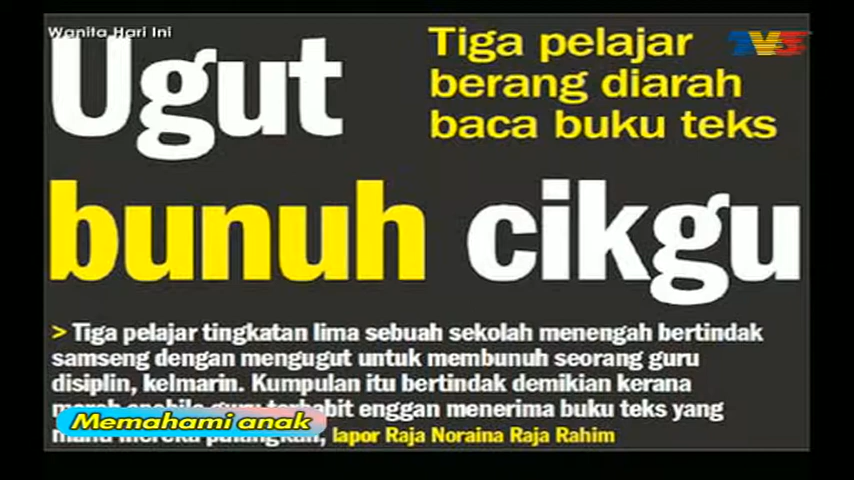 Wanita Hari Ini
TV3
Ugut
bunuh cikgu
Tiga pelajar
berang diarah
baca buku teks
> Tiga pelajar tingkatan lima sebuah sekolah menengah bertindak
samseng dengan mengugut untuk membunuh seorang guru
disiplin, kelmarin. Kumpulan itu bertindak demikian kerana
enggan menerima buku teks yang
lapor Raja Noraina Raja Rahim
Memahami anak